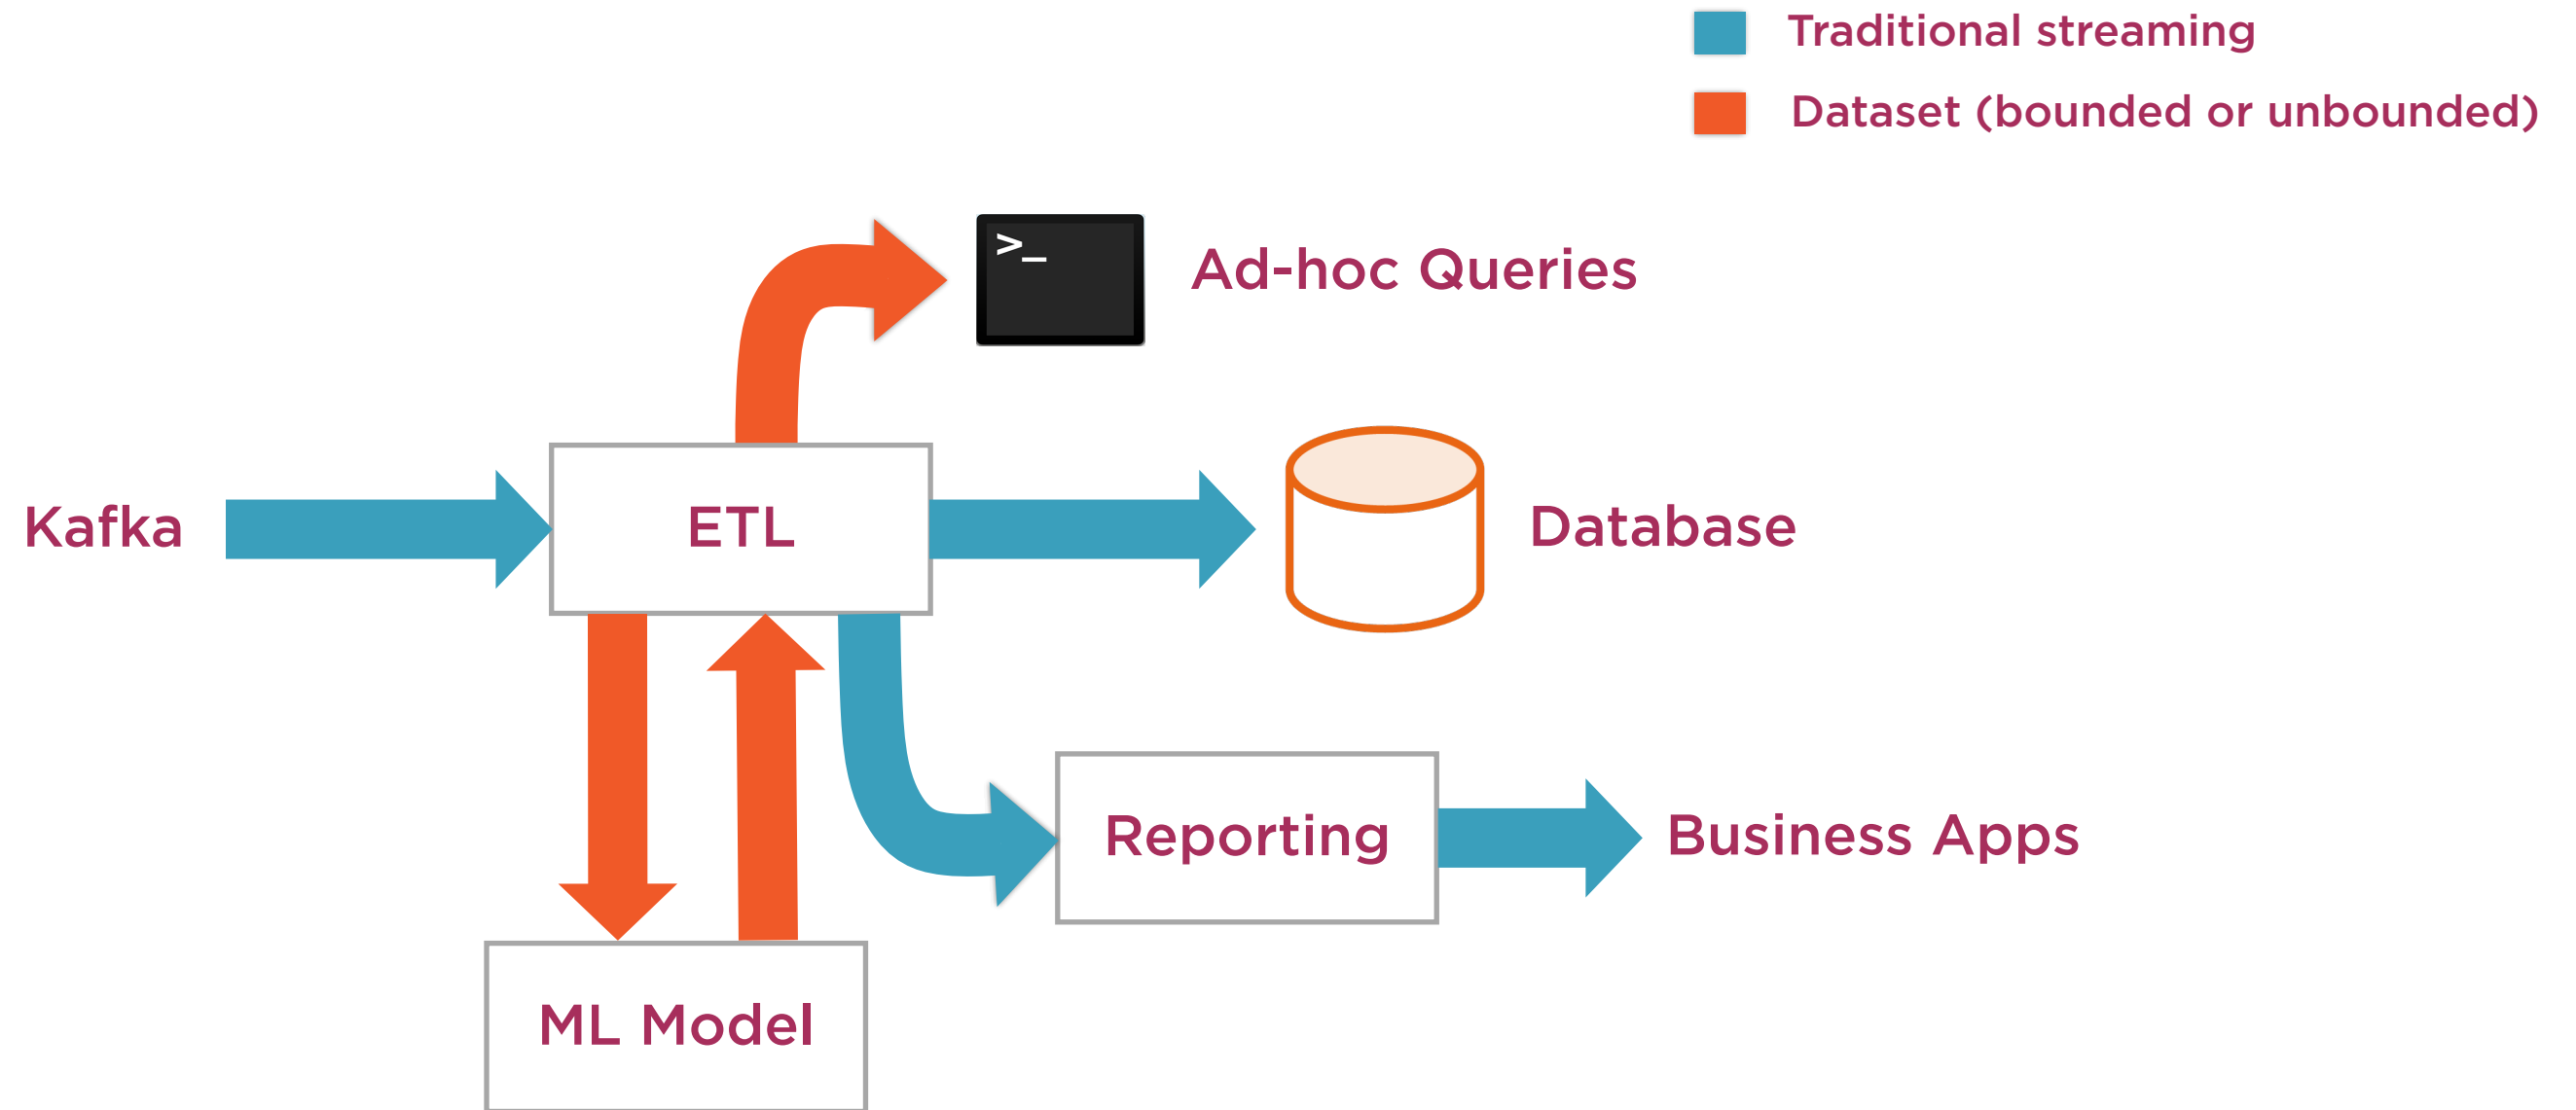 Traditional streaming
Dataset (bounded or unbounded)
>_
Ad-hoc Queries
Kafka
ETL
Database
Reporting
Business Apps
ML Model